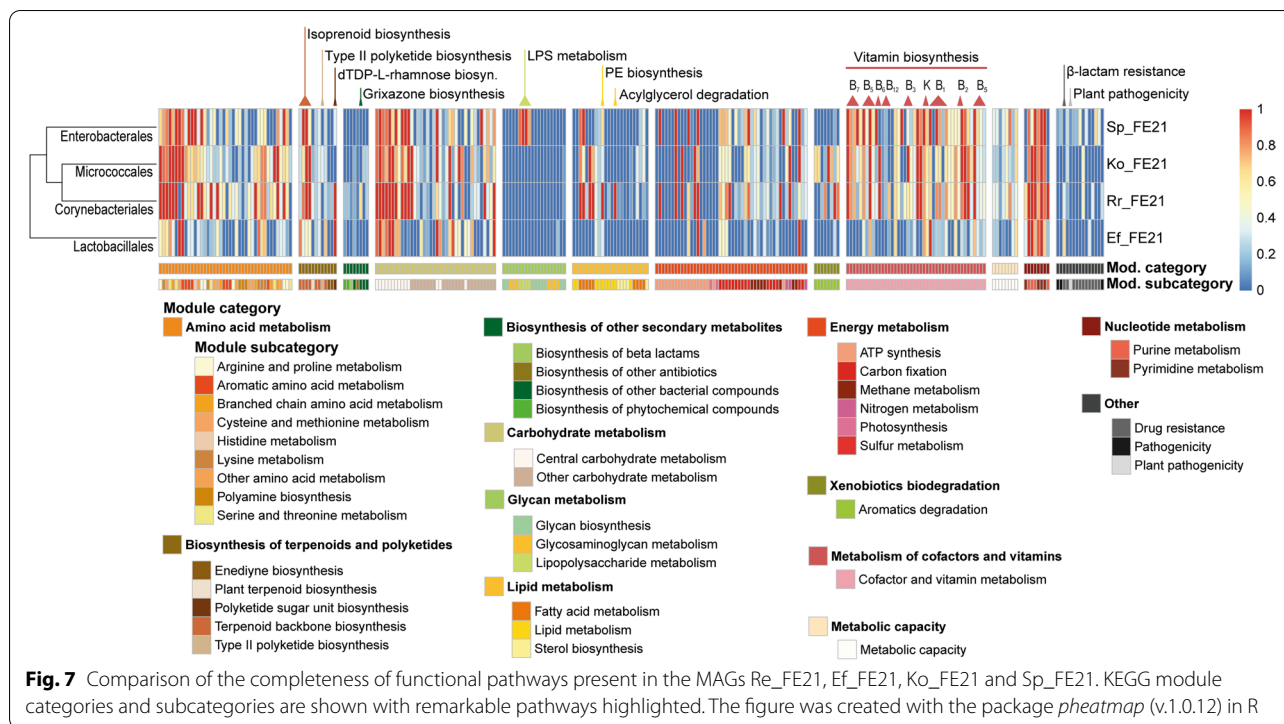 Isoprenoid biosynthesis
Type II polyketide biosynthesis
dTDP-L-rhamnose biosyn.
Grixazone biosynthesis
LPS metabolism
PE biosynthesis
Acylglycerol degradation
Vitamin biosynthesis
B₇ B₉ B₆ B₁₂ B₃ K B₁ B₂ B₅
β-lactam resistance
Plant pathogenicity
Enterobacterales
Micrococcales
Corynebacteriales
Lactobacillales
Sp_FE21
Ko_FE21
Rr_FE21
Ef_FE21
1
0.8
0.6
0.4
0.2
0
Mod. category
Mod. subcategory
Module category
Amino acid metabolism
Module subcategory
Arginine and proline metabolism
Aromatic amino acid metabolism
Branched chain amino acid metabolism
Cysteine and methionine metabolism
Histidine metabolism
Lysine metabolism
Other amino acid metabolism
Polyamine biosynthesis
Serine and threonine metabolism
Biosynthesis of terpenoids and polyketides
Enediyne biosynthesis
Plant terpenoid biosynthesis
Polyketide sugar unit biosynthesis
Terpenoid backbone biosynthesis
Type II polyketide biosynthesis
Biosynthesis of other secondary metabolites
Biosynthesis of beta lactams
Biosynthesis of other antibiotics
Biosynthesis of other bacterial compounds
Biosynthesis of phytochemical compounds
Carbohydrate metabolism
Central carbohydrate metabolism
Other carbohydrate metabolism
Glycan metabolism
Glycan biosynthesis
Glycosaminoglycan metabolism
Lipopolysaccharide metabolism
Lipid metabolism
Fatty acid metabolism
Lipid metabolism
Sterol biosynthesis
Energy metabolism
ATP synthesis
Carbon fixation
Methane metabolism
Nitrogen metabolism
Photosynthesis
Sulfur metabolism
Xenobiotics biodegradation
Aromatics degradation
Metabolism of cofactors and vitamins
Cofactor and vitamin metabolism
Metabolic capacity
Metabolic capacity
Nucleotide metabolism
Purine metabolism
Pyrimidine metabolism
Other
Drug resistance
Pathogenicity
Plant pathogenicity
Fig. 7 Comparison of the completeness of functional pathways present in the MAGs Re_FE21, Ef_FE21, Ko_FE21 and Sp_FE21. KEGG module
categories and subcategories are shown with remarkable pathways highlighted. The figure was created with the package pheatmap (v.1.0.12) in R